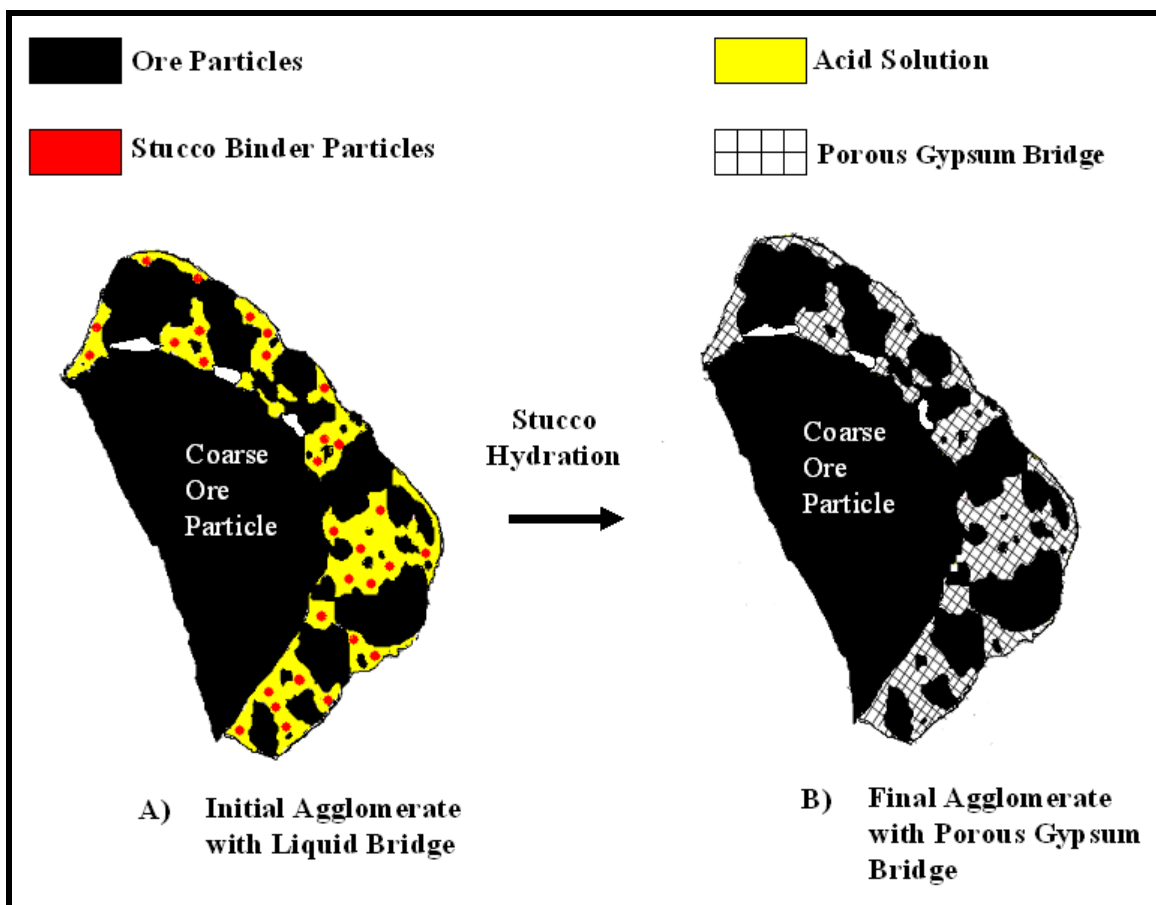 Ore Particles
Acid Solution
Stucco Binder Particles
Porous Gypsum Bridge
Coarse
Ore
Particle
Stucco
Hydration
Coarse
Ore
Particle
A) Initial Agglomerate
with Liquid Bridge
B) Final Agglomerate
with Porous Gypsum
Bridge